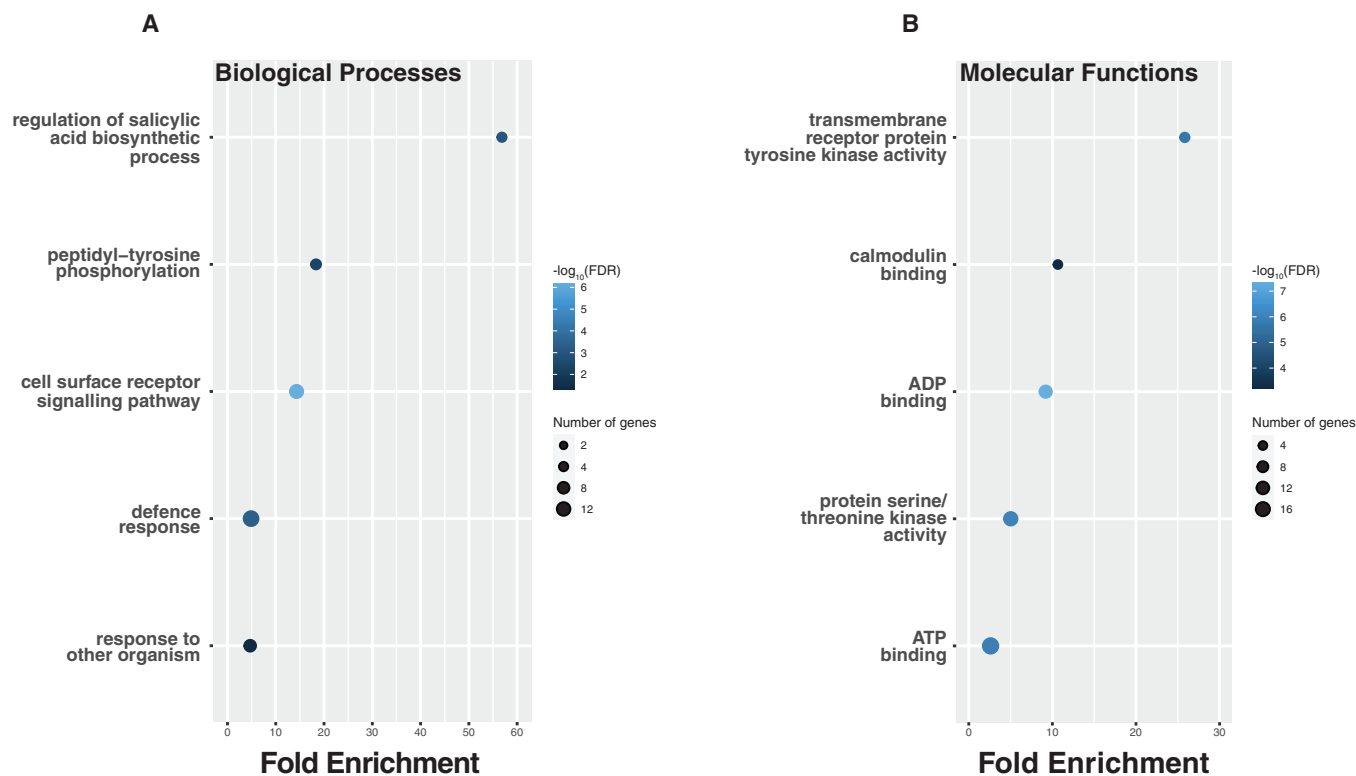 A
Biological Processes
regulation of salicylic
acid biosynthetic
process
peptidyl−tyrosine
phosphorylation
cell surface receptor
signalling pathway
defence
response
response to
other organism
0 10 20 30 40 50 60
Fold Enrichment
-log10(FDR)
6
5
4
3
2
Number of genes
2
4
8
12
B
Molecular Functions
transmembrane
receptor protein
tyrosine kinase activity
calmodulin
binding
ADP
binding
protein serine/
threonine kinase
activity
ATP
binding
0 10 20 30
Fold Enrichment
-log10(FDR)
7
6
5
4
Number of genes
4
8
12
16